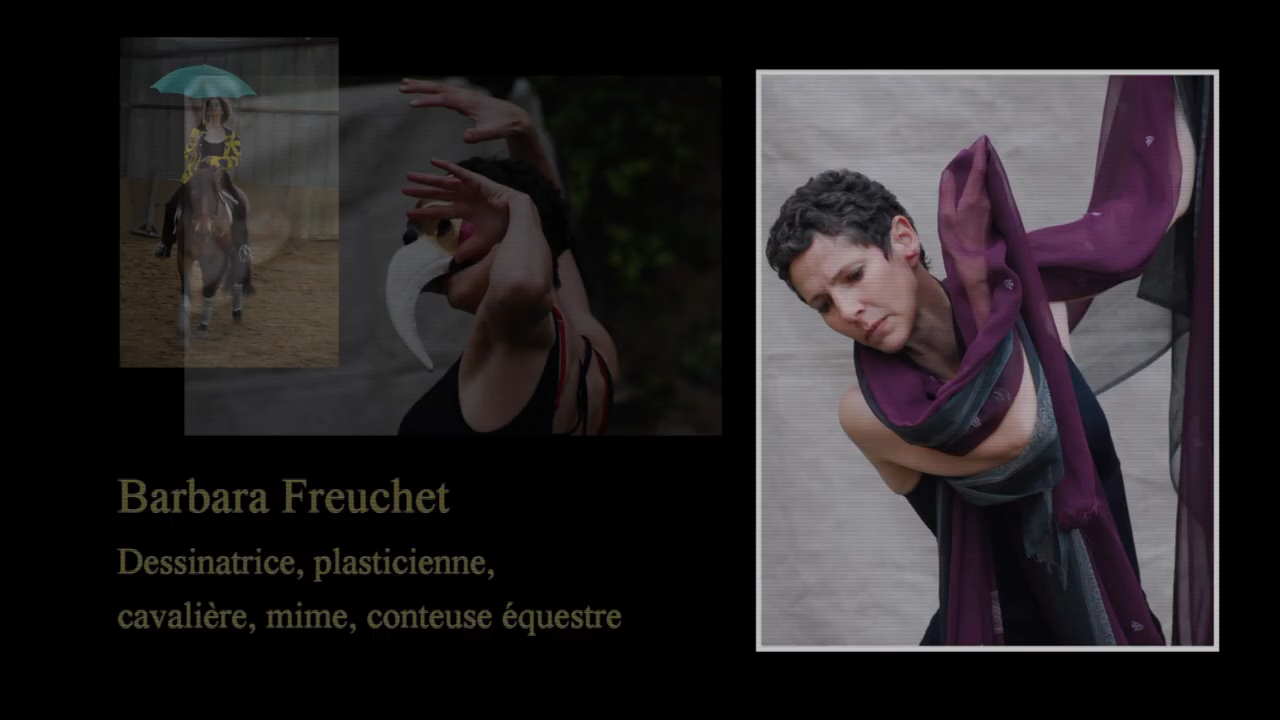 Barbara Freuchet
Dessinatrice, plasticienne,
cavalière, mime, conteuse équestre